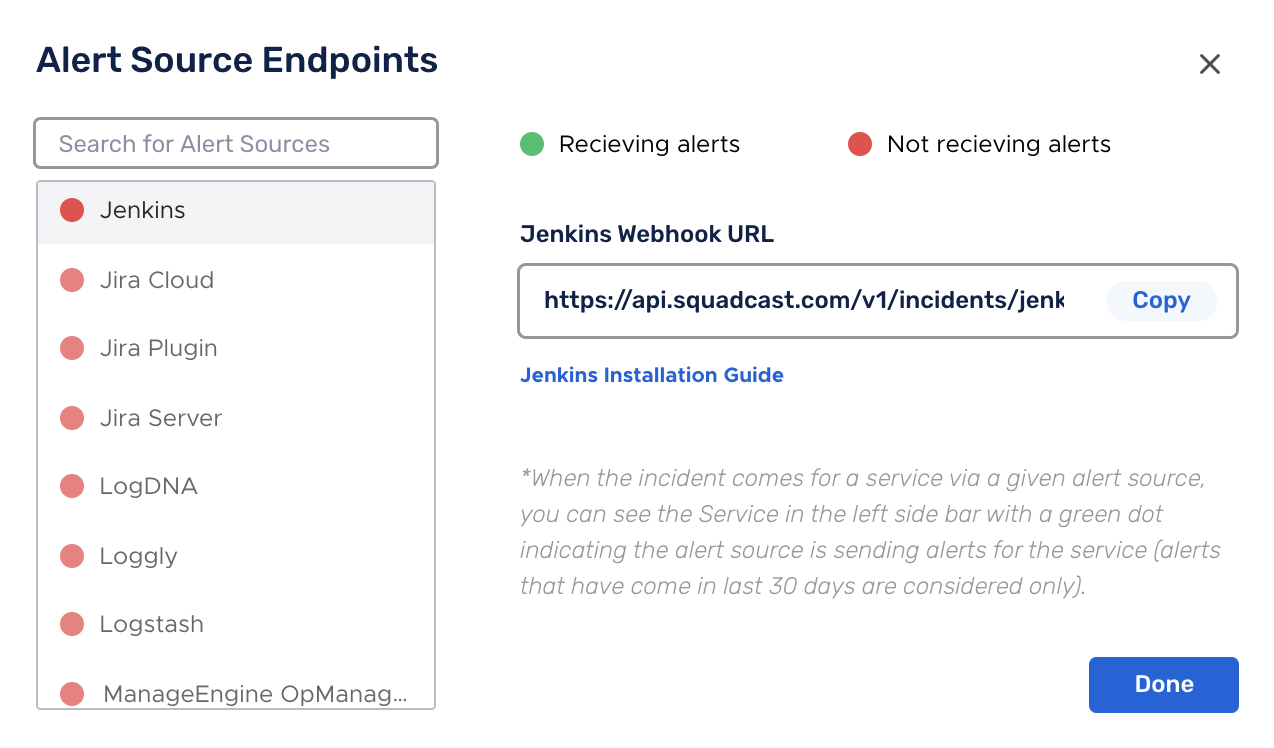 Alert Source Endpoints
Search for Alert Sources
Jenkins
Jira Cloud
Jira Plugin
Jira Server
LogDNA
Loggly
Logstash
ManageEngine OpManag...
Recieving alerts
Not recieving alerts
Jenkins Webhook URL
https://api.squadcast.com/v1/incidents/jenk
Copy
Jenkins Installation Guide
*When the incident comes for a service via a given alert source,
you can see the Service in the left side bar with a green dot
indicating the alert source is sending alerts for the service (alerts
that have come in last 30 days are considered only).
Done